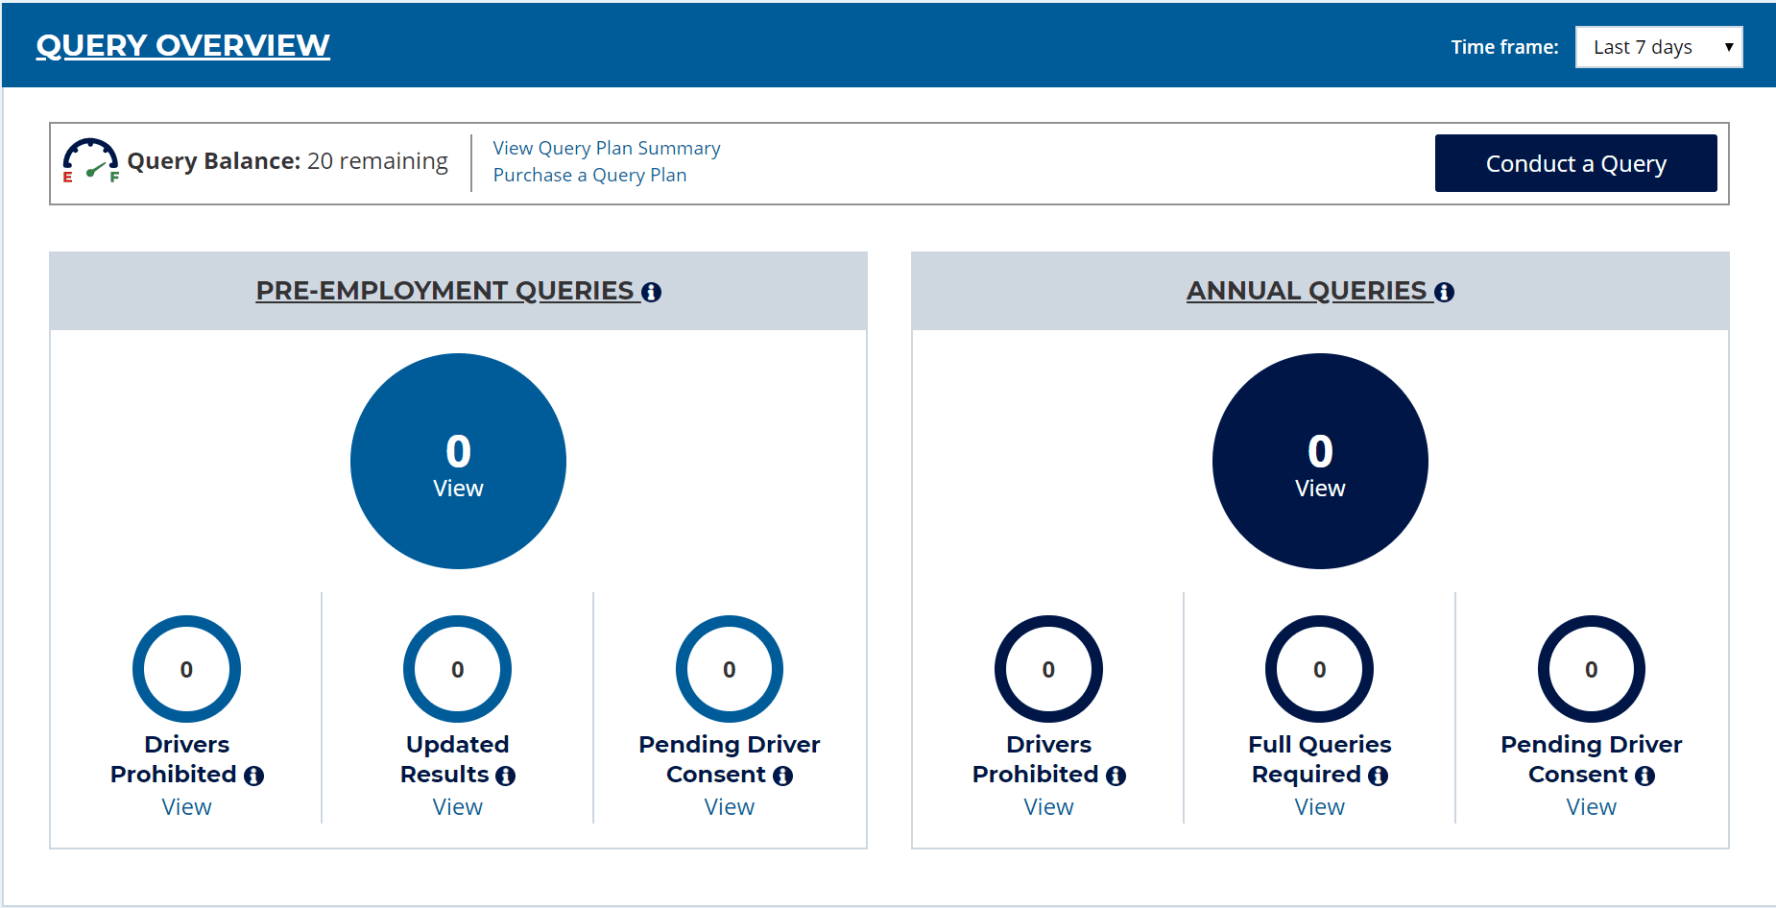 QUERY OVERVIEW
Time frame: Last 7 days
E F
Query Balance: 20 remaining
View Query Plan Summary
Purchase a Query Plan
Conduct a Query
PRE-EMPLOYMENT QUERIES
0
View
0
Drivers
Prohibited
View
0
Updated
Results
View
0
Pending Driver
Consent
View
ANNUAL QUERIES
0
View
0
Drivers
Prohibited
View
0
Full Queries
Required
View
0
Pending Driver
Consent
View